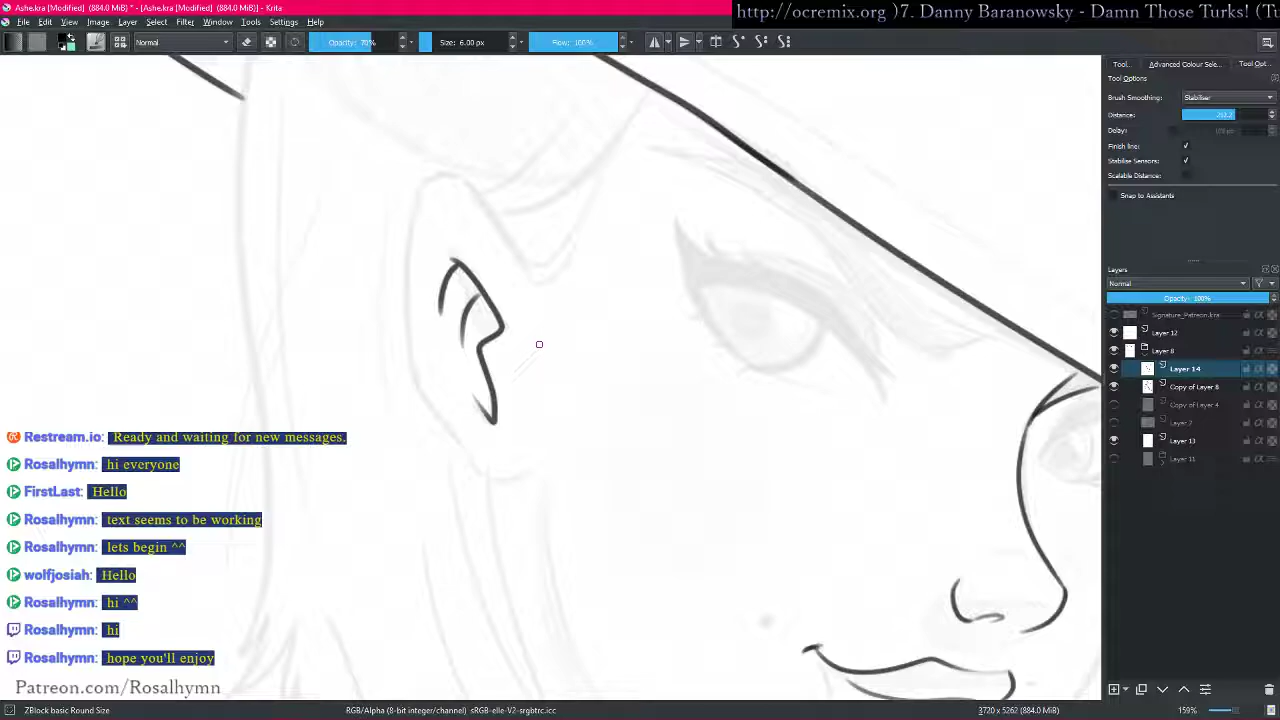 Ashe.kra [Modified] (884.0 MiB) * - [Ashe.kra [Modified] (884.0 MiB)] - Krita
http://ocremix.org )7. Danny Baranowsky - Damn Those Turks! (Tu
File Edit View Image Layer Select Filter Window Tools Settings Help
Normal
Opacity: 70%
Size: 6.00 px
Flow: 100%
Tool... Advanced Colour Sele... Tool Opt...
Tool Options
Brush Smoothing: Stabiliser
Distance:
Delay:
Finish line:
Stabilise Sensors:
Scalable Distance:
Snap to Assistants
Layers
Normal
Opacity: 100%
Signature_Patreon.kra
Layer 12
Layer 8
Layer 14
Copy of Layer 8
Copy of Layer 4
Layer 2
Layer 13
Layer 11
Restream.io: Ready and waiting for new messages.
Rosalhymn: hi everyone
FirstLast: Hello
Rosalhymn: text seems to be working
Rosalhymn: lets begin ^^
wolfjosiah: Hello
Rosalhymn: hi ^^
Rosalhymn: hi
Rosalhymn: hope you'll enjoy
Patreon.com/Rosalhymn
ZBlock basic Round Size
RGB/Alpha (8-bit integer/channel) sRGB-elle-V2-srgbtrc.icc
3720 x 5262 (884.0 MiB)
159%